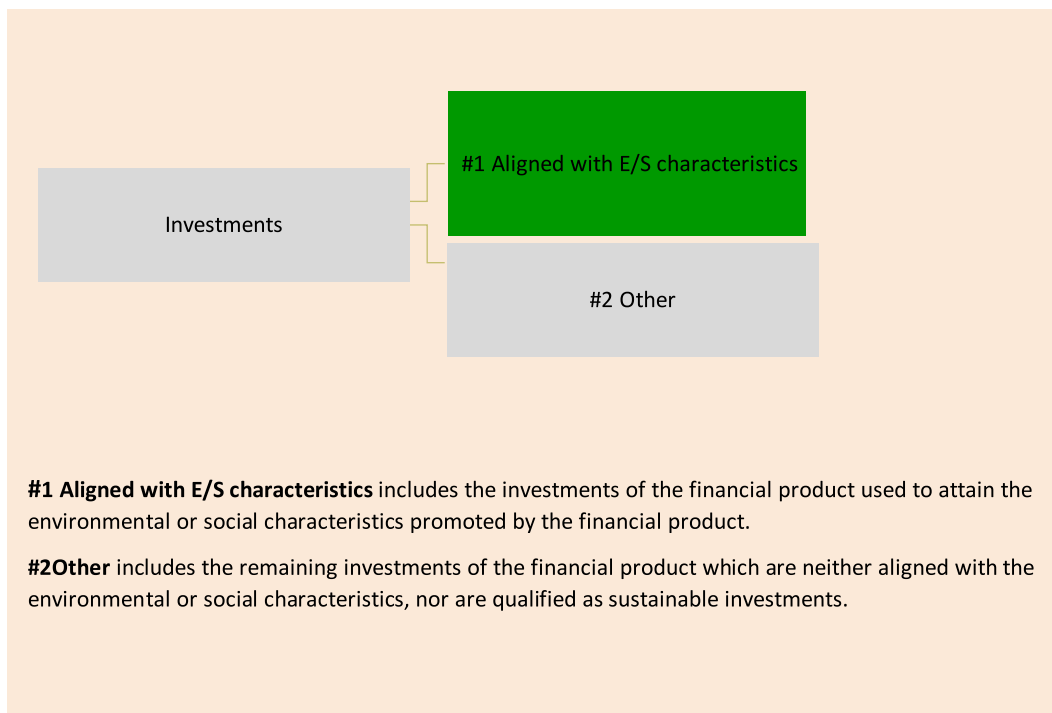 #1 Aligned with E/S characteristics
Investments
#2 Other
#1 Aligned with E/S characteristics includes the investments of the financial product used to attain the
environmental or social characteristics promoted by the financial product.
#2Other includes the remaining investments of the financial product which are neither aligned with the
environmental or social characteristics, nor are qualified as sustainable investments.